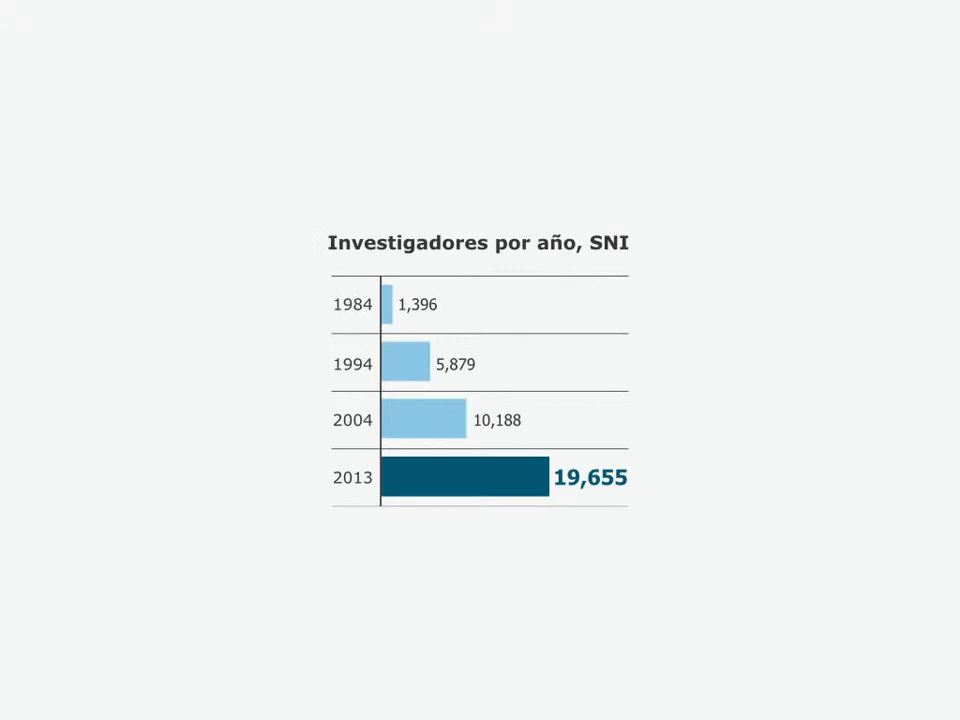 Investigadores por año, SNI
1984 1,396
1994 5,879
2004 10,188
2013 19,655